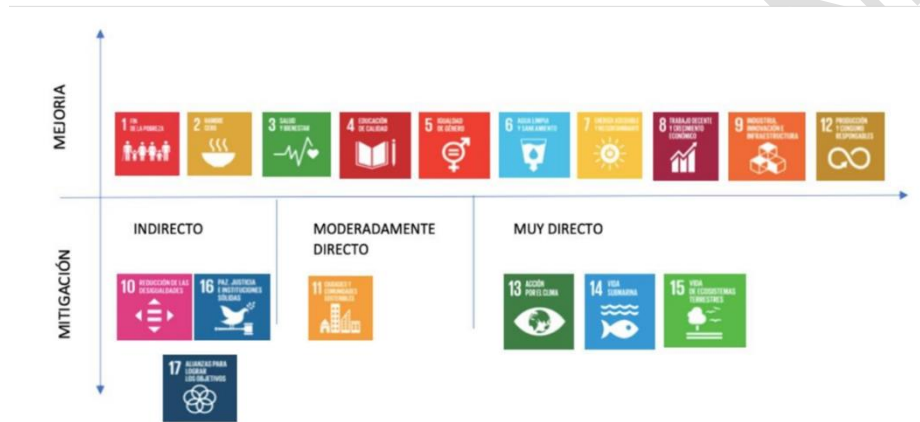 MEJORIA
1 FIN
DE LA POBREZA
2 HAMBRE
CERO
3 SALUD
Y BIENESTAR
4 EDUCACIÓN
DE CALIDAD
5 IGUALDAD
DE GÉNERO
6 AGUA LIMPIA
Y SANEAMIENTO
7 ENERGÍA ASEQUIBLE
Y NO CONTAMINANTE
8 TRABAJO DECENTE
Y CRECIMIENTO
ECONÓMICO
9 INDUSTRIA,
INNOVACIÓN E
INFRAESTRUCTURA
12 PRODUCCIÓN
Y CONSUMO
RESPONSABLES
MITIGACIÓN
INDIRECTO
MODERADAMENTE
DIRECTO
MUY DIRECTO
10 REDUCCIÓN DE LAS
DESIGUALDADES
16 PAZ, JUSTICIA
E INSTITUCIONES
SÓLIDAS
11 CIUDADES Y
COMUNIDADES
SOSTENIBLES
13 ACCIÓN
POR EL CLIMA
14 VIDA
SUBMARINA
15 VIDA
DE ECOSISTEMAS
TERRESTRES
17 ALIANZAS PARA
LOGRAR
LOS OBJETIVOS